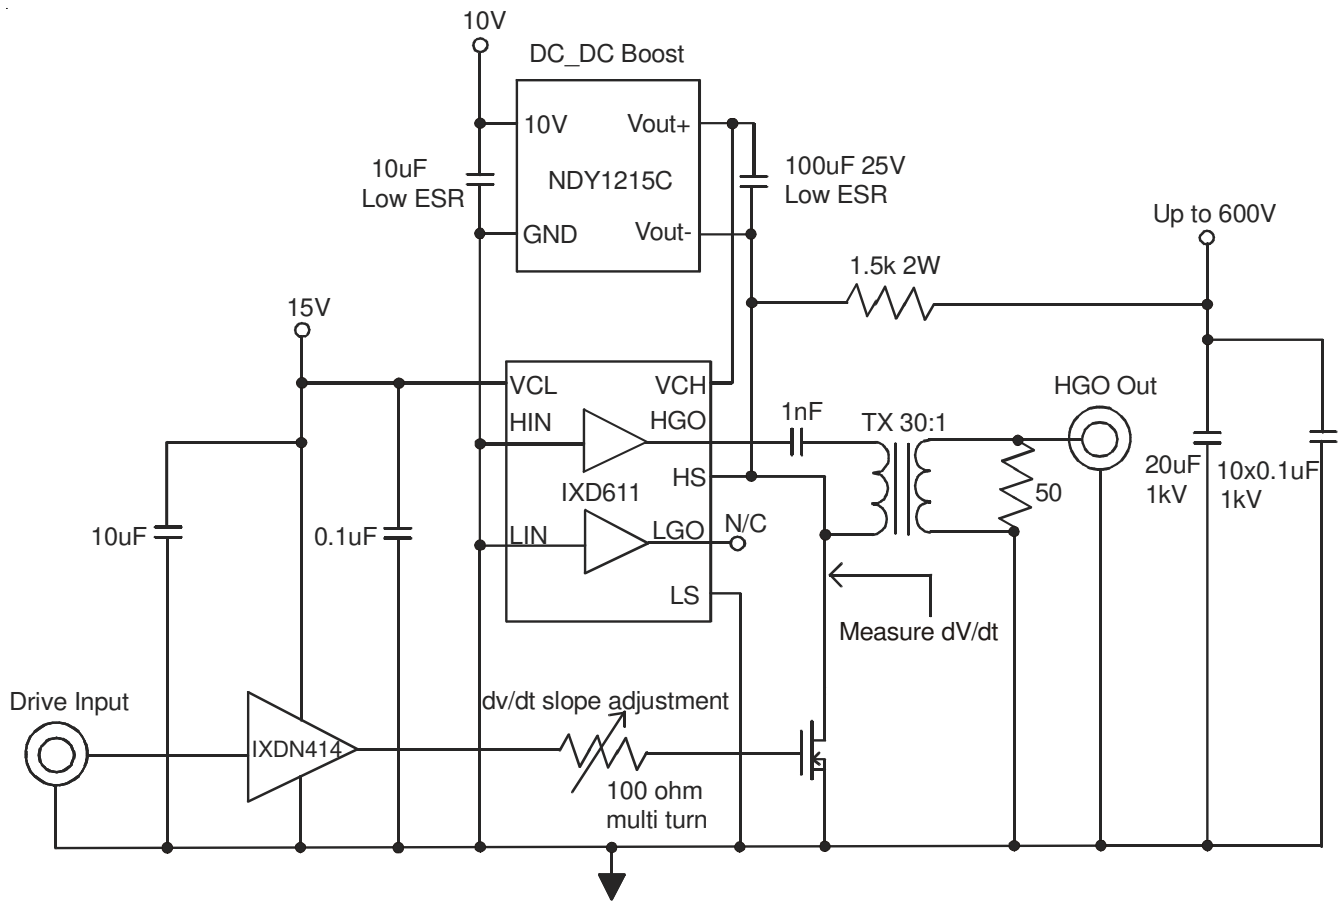 10V
DC_DC Boost
10V
Vout+
10uF
Low ESR
NDY1215C
100uF 25V
Low ESR
GND
Vout-
Up to 600V
1.5k 2W
15V
VCL
VCH
HIN
HGO
1nF
TX 30:1
HGO Out
IXD611
HS
20uF
1kV
10x0.1uF
1kV
50
10uF
0.1uF
LIN
LGO
N/C
LS
Measure dV/dt
Drive Input
dv/dt slope adjustment
IXDN414
100 ohm
multi turn